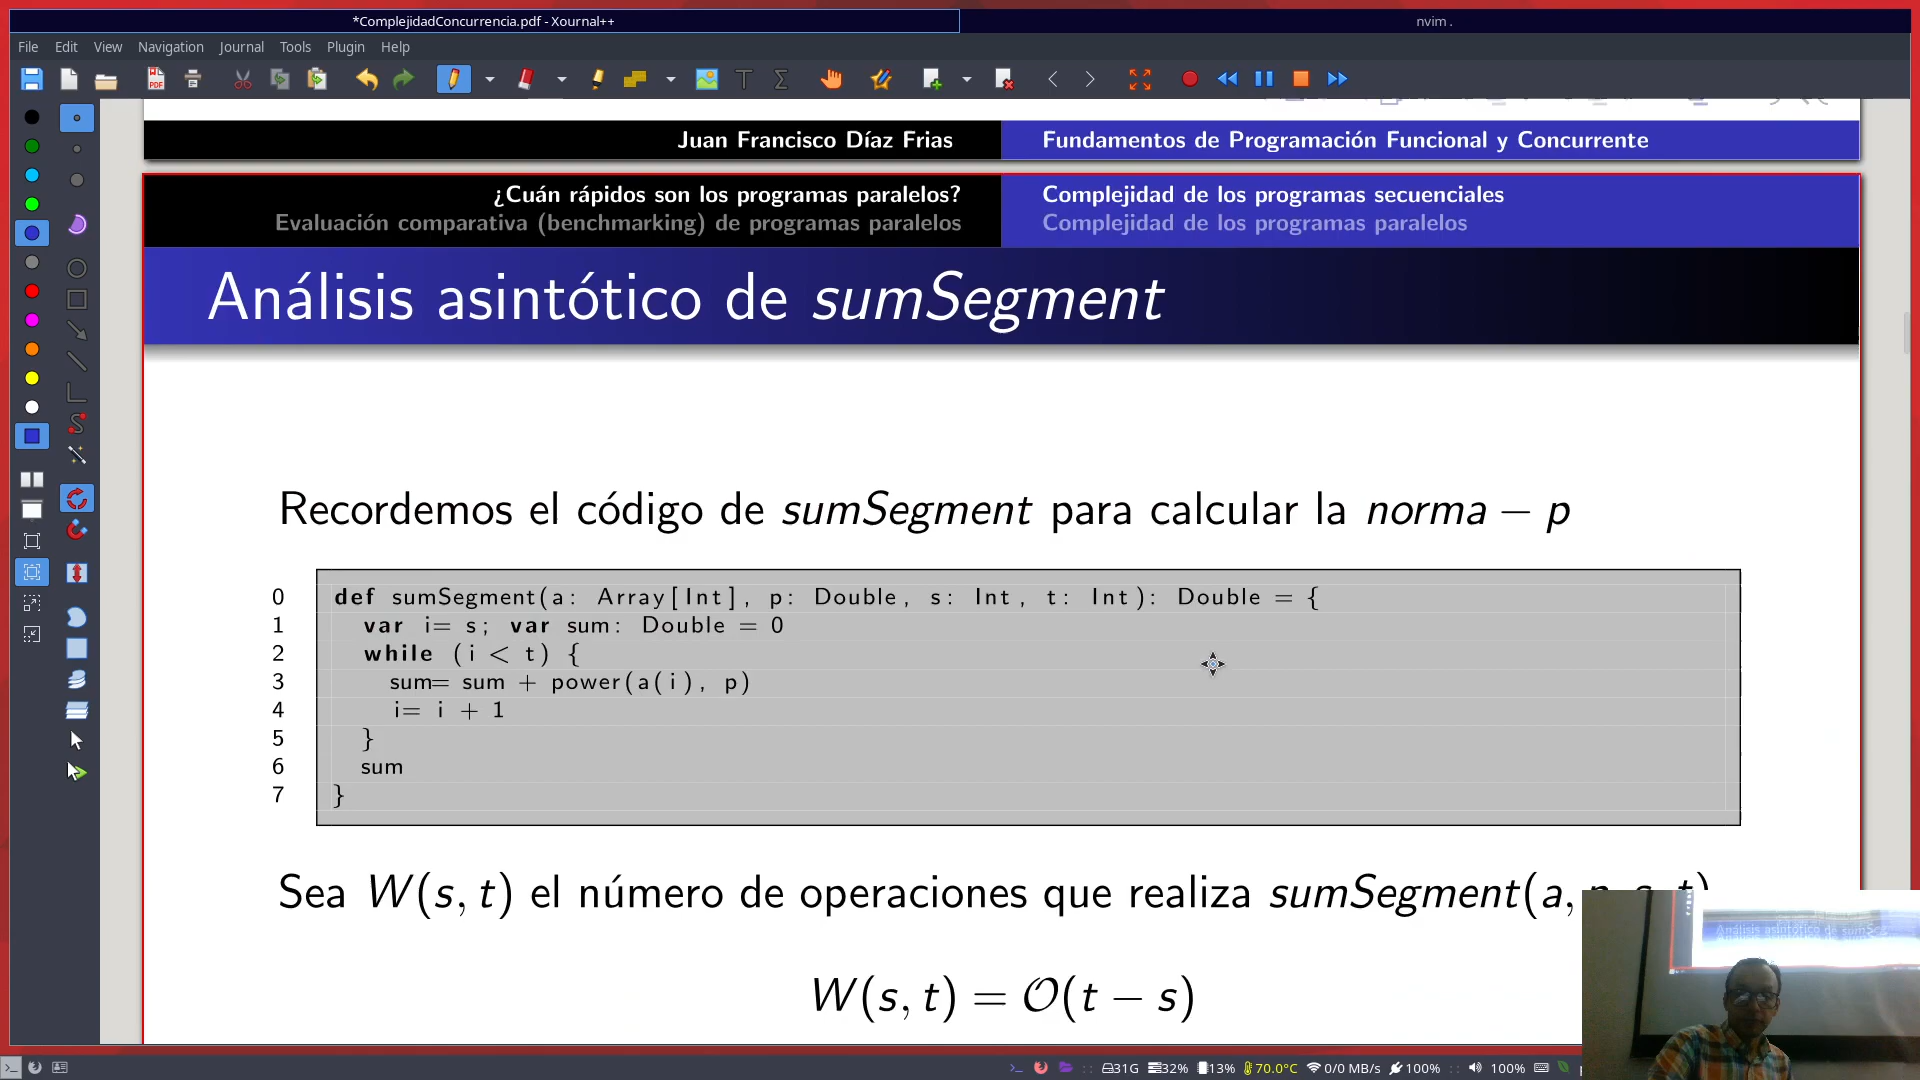 *ComplejidadConcurrencia.pdf - Xournal++
nvim .
File Edit View Navigation Journal Tools Plugin Help
Juan Francisco Díaz Frias
Fundamentos de Programación Funcional y Concurrente
¿Cuán rápidos son los programas paralelos?
Evaluación comparativa (benchmarking) de programas paralelos
Complejidad de los programas secuenciales
Complejidad de los programas paralelos
Análisis asintótico de sumSegment
Recordemos el código de sumSegment para calcular la norma − p
0 def sumSegment(a: Array[Int], p: Double, s: Int, t: Int): Double = {
1 var i= s; var sum: Double = 0
2 while (i < t) {
3 sum= sum + power(a(i), p)
4 i= i + 1
5 }
6 sum
7 }
Sea W(s, t) el número de operaciones que realiza sumSegment(a, p, s, t)
W(s, t) = O(t − s)
Análisis asintótico de sumSeg
31G 32% 13% 70.0°C 0/0 MB/s 100% 100%